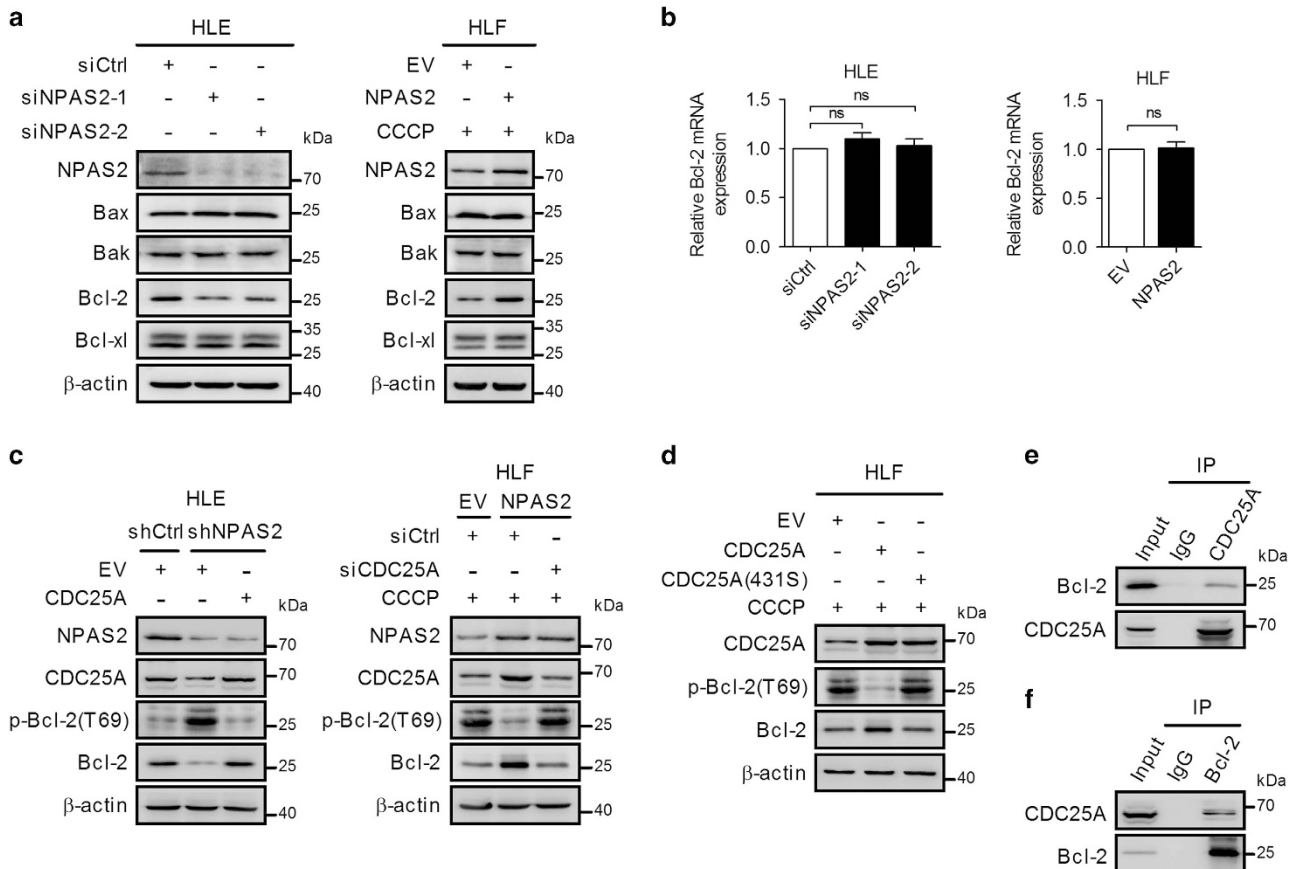 a
HLE
siCtrl + - -
siNPAS2-1 - + -
siNPAS2-2 - - +
kDa
NPAS2 70
Bax 25
Bak 25
Bcl-2 25
Bcl-xl 35
25
β-actin 40
HLF
EV + -
NPAS2 - +
CCCP + +
kDa
NPAS2 70
Bax 25
Bak 25
Bcl-2 25
Bcl-xl 35
25
β-actin 40
b
HLE
Relative Bcl-2 mRNA
expression
1.5
1.0
0.5
0.0
ns
ns
siCtrl
siNPAS2-1
siNPAS2-2
HLF
Relative Bcl-2 mRNA
expression
1.5
1.0
0.5
0.0
ns
EV
NPAS2
c
HLE
shCtrl shNPAS2
EV + + -
CDC25A - - +
kDa
NPAS2 70
CDC25A 70
p-Bcl-2(T69) 25
Bcl-2 25
β-actin 40
HLF
EV NPAS2
siCtrl + + -
siCDC25A - - +
CCCP + + +
kDa
NPAS2 70
CDC25A 70
p-Bcl-2(T69) 25
Bcl-2 25
β-actin 40
d
HLF
EV + - -
CDC25A - + -
CDC25A(431S) - - +
CCCP + + +
kDa
CDC25A 70
p-Bcl-2(T69) 25
Bcl-2 25
β-actin 40
e
IP
Input IgG CDC25A
kDa
Bcl-2 25
CDC25A 70
f
IP
Input IgG Bcl-2
kDa
CDC25A 70
Bcl-2 25